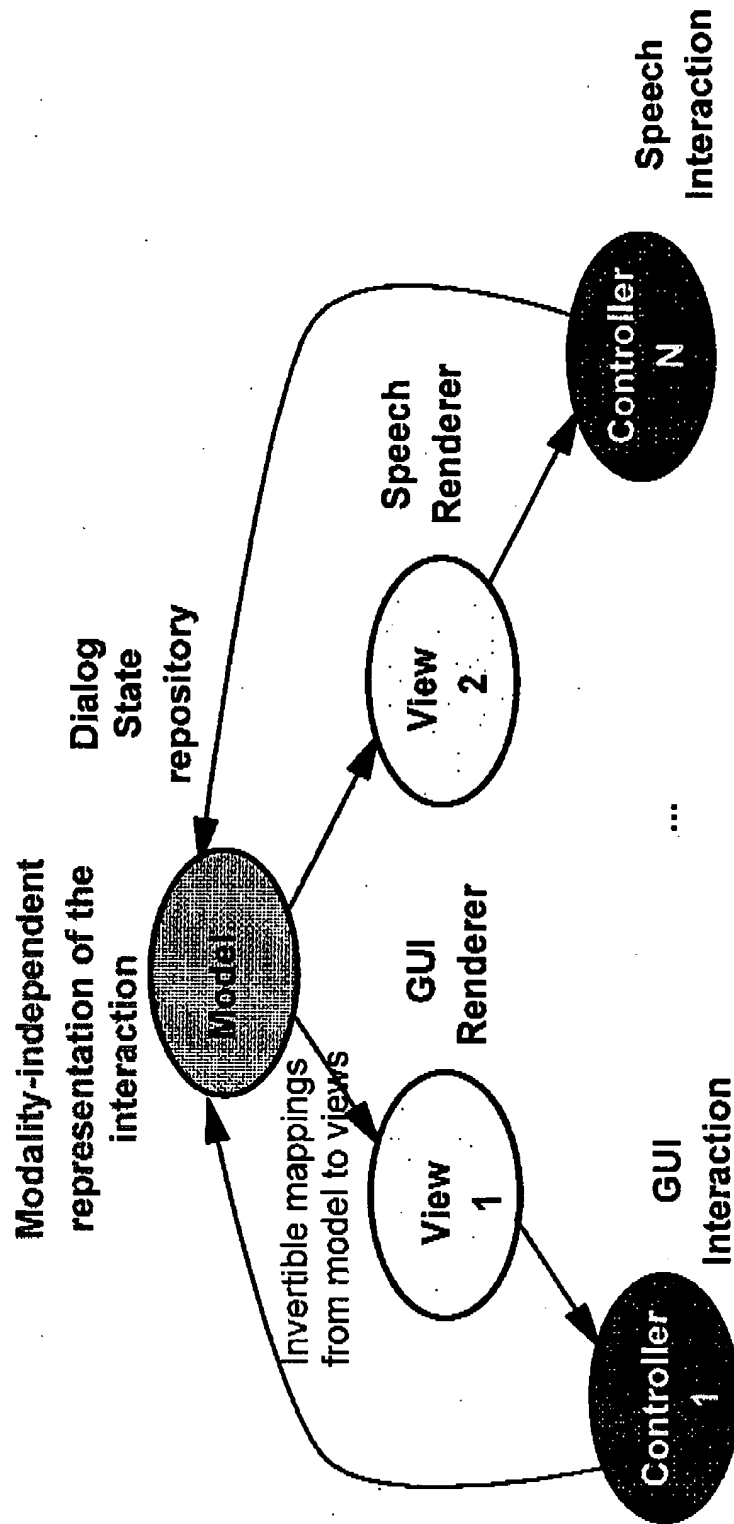 Modality-independent
representation of the
interaction
Dialog
State
repository
Model
Invertible mappings
from model to views
GUI
Renderer
Speech
Renderer
View
1
View
2
...
GUI
Interaction
Speech
Interaction
Controller
1
Controller
N